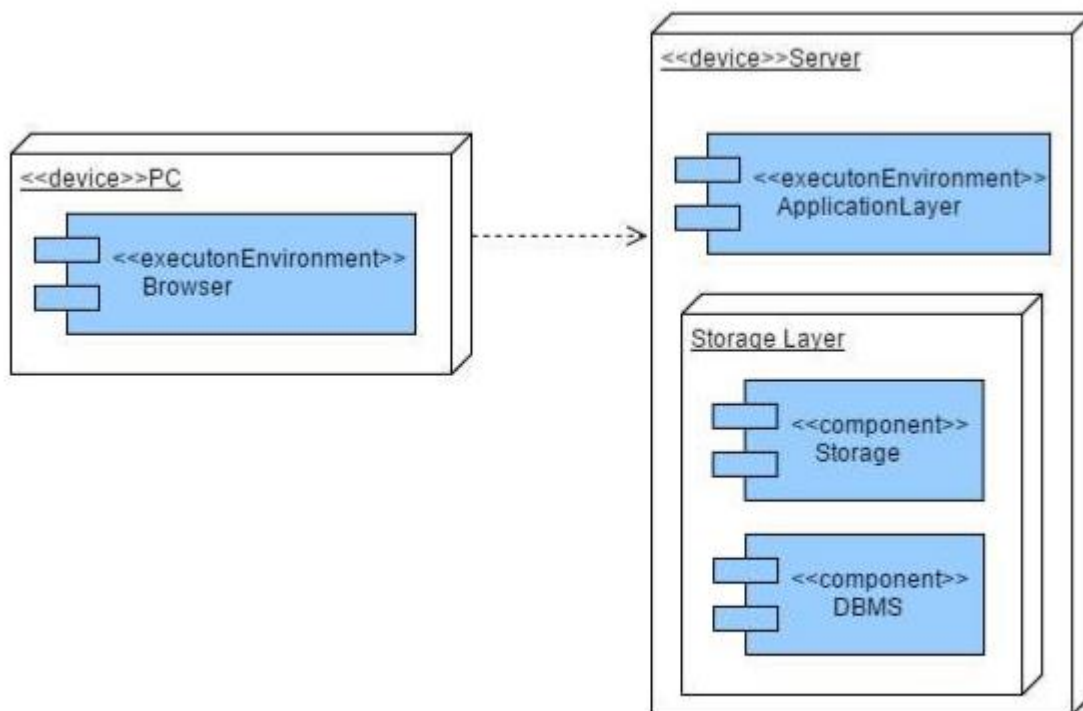 <<device>>PC
<<executonEnvironment>>
Browser
<<device>>Server
<<executonEnvironment>>
ApplicationLayer
Storage Layer
<<component>>
Storage
<<component>>
DBMS